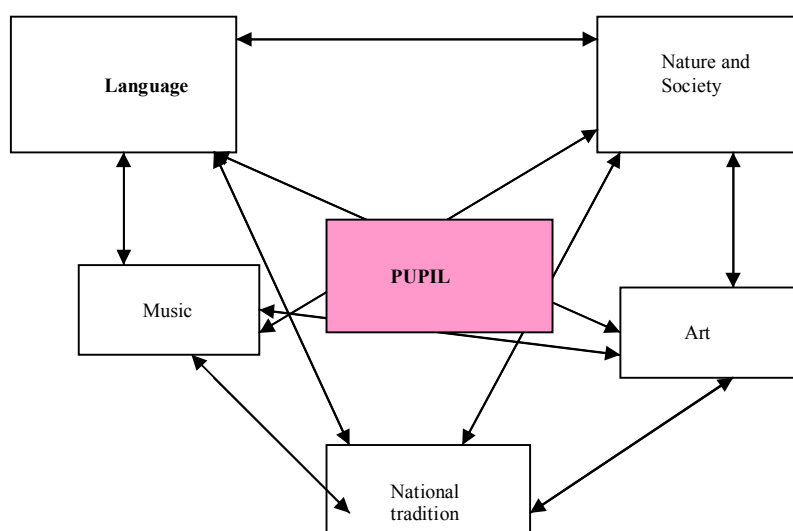 Language
Nature and
Society
PUPIL
Music
Art
National
tradition